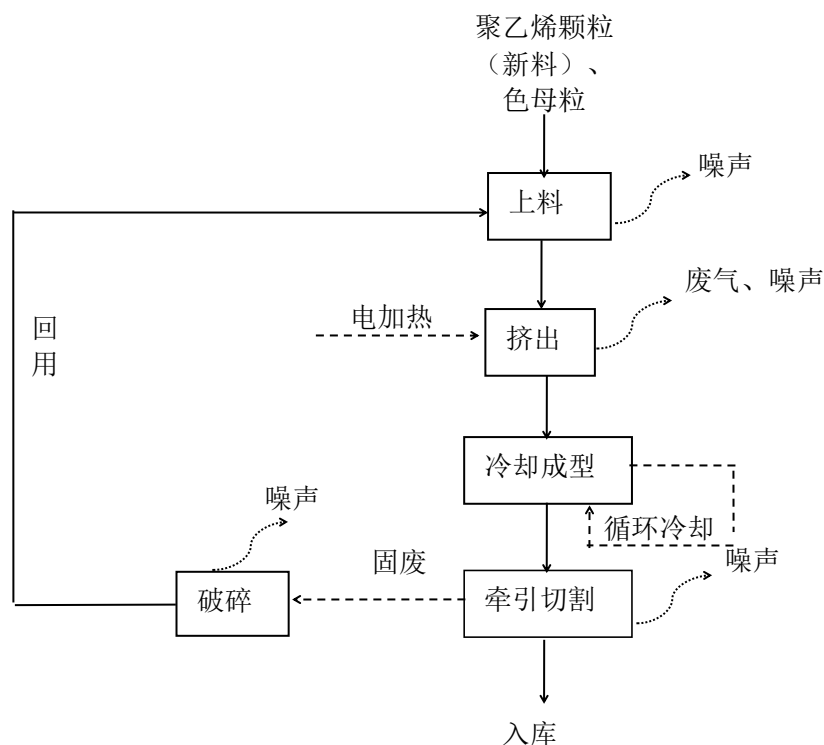 聚乙烯颗粒
（新料）、
色母粒
噪声
上料
废气、噪声
电加热
回
用
挤出
冷却成型
噪声
循环冷却
固废
噪声
破碎
牵引切割
入库